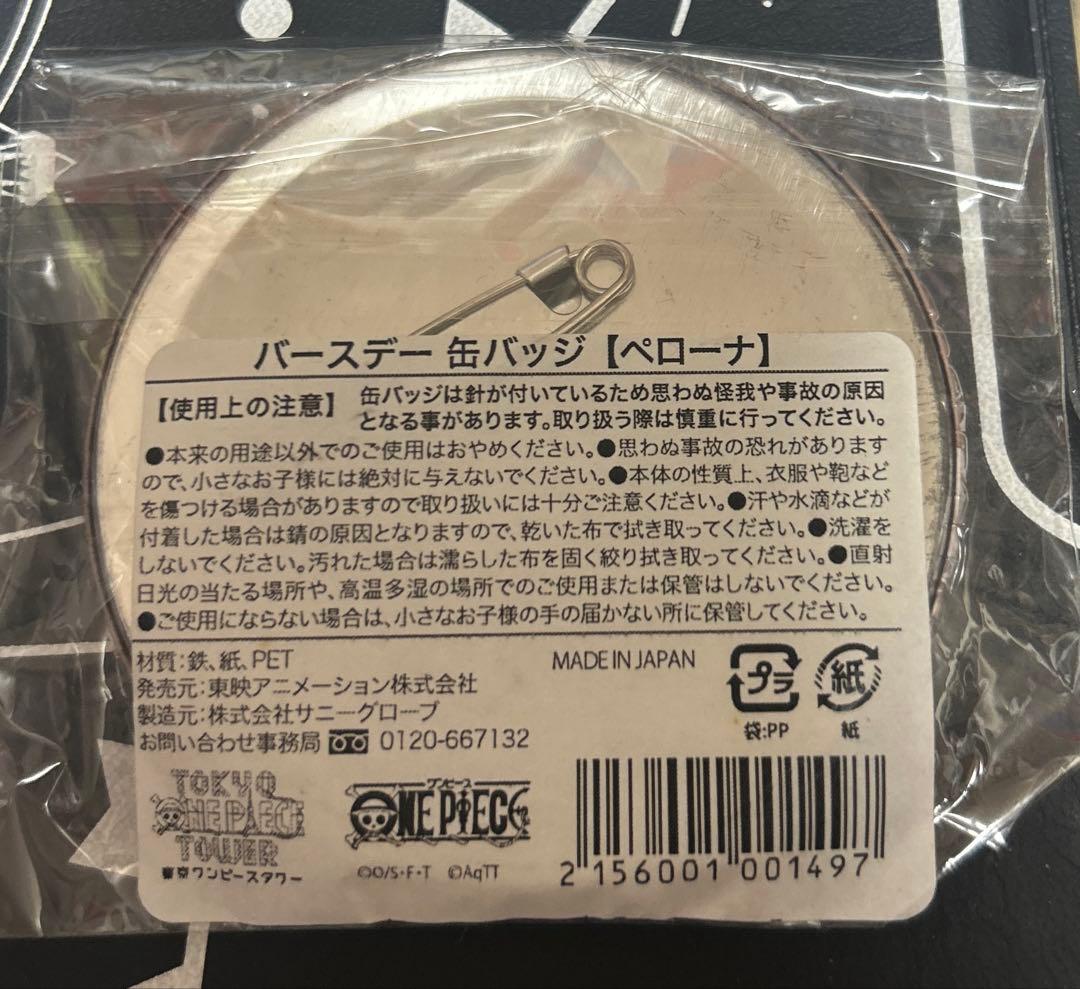 バースデー 缶バッジ【ペローナ】
【使用上の注意】
缶バッジは針が付いているため思わぬ怪我や事故の原因
となる事があります。取り扱う際は慎重に行ってください。
●本来の用途以外でのご使用はおやめください。●思わぬ事故の恐れがあります
ので、小さなお子様には絶対に与えないでください。●本体の性質上、衣服や鞄など
を傷つける場合がありますので取り扱いには十分ご注意ください。●汗や水滴などが
付着した場合は錆の原因となりますので、乾いた布で拭き取ってください。●洗濯を
しないでください。汚れた場合は濡らした布を固く絞り拭き取ってください。●直射
日光の当たる場所や、高温多湿の場所でのご使用または保管はしないでください。
●ご使用にならない場合は、小さなお子様の手の届かない所に保管してください。
材質:鉄、紙、PET
MADE IN JAPAN
発売元:東映アニメーション株式会社
製造元:株式会社サニーグローブ
お問い合わせ事務局 0120-667132
プラ
袋:PP
紙
紙
TOKYO
ONE PIECE
TOWER
東京ワンピースタワー
ワンピース
ONE PIECE
©O/S・F・T ©AqTT
2 156001 001497